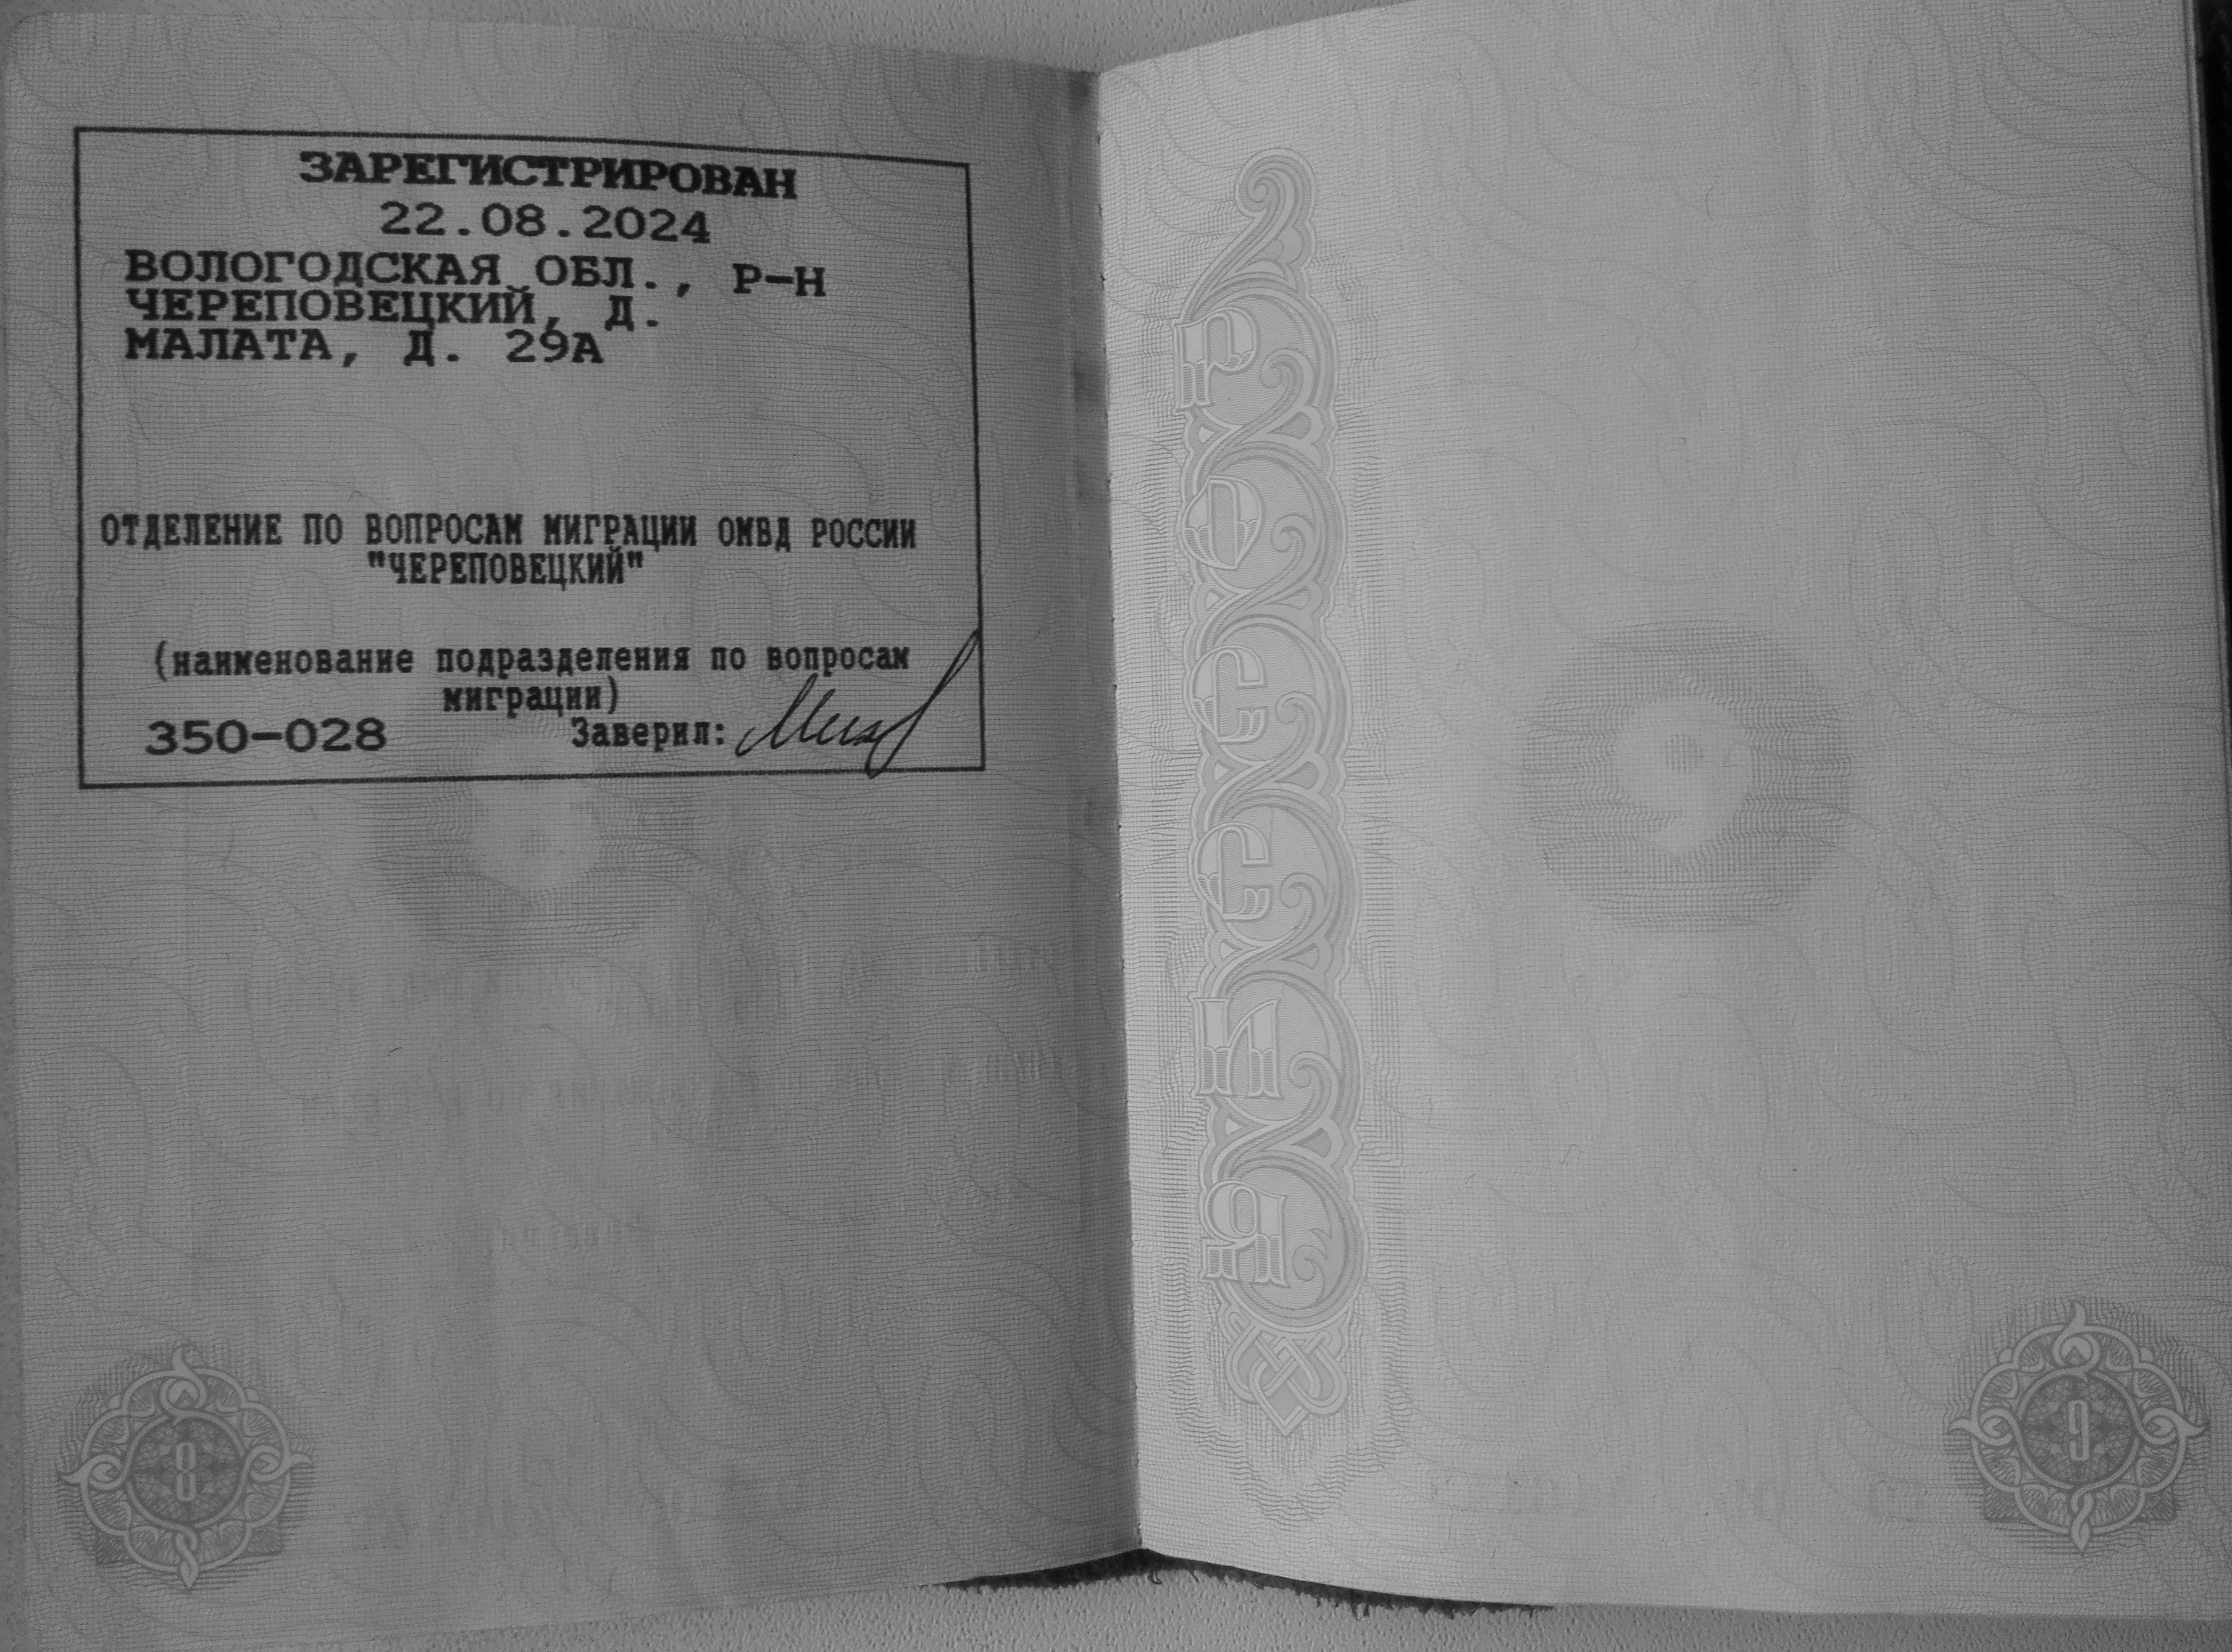 ЗАРЕГИСТРИРОВАН
22.08.2024
ВОЛОГОДСКАЯ ОБЛ., Р-Н
ЧЕРЕПОВЕЦКИЙ, Д.
МАЛАТА, Д. 29А
ОТДЕЛЕНИЕ ПО ВОПРОСАМ МИГРАЦИИ ОМВД РОССИИ
"ЧЕРЕПОВЕЦКИЙ"
(наименование подразделения по вопросам
миграции)
350-028 Заверил:
8
РОССИЯ
9